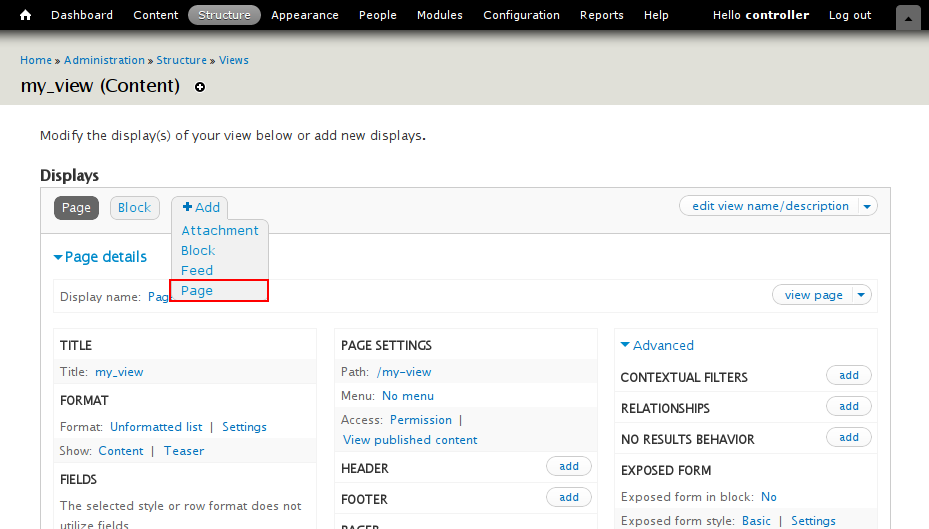 Dashboard Content Structure Appearance People Modules Configuration Reports Help Hello controller Log out
Home » Administration » Structure » Views
my_view (Content)
Modify the display(s) of your view below or add new displays.
Displays
Page Block Add edit view name/description
Attachment
Block
Feed
Page
Page details
Display name: Page view page
TITLE
Title: my_view
FORMAT
Format: Unformatted list | Settings
Show: Content | Teaser
FIELDS
The selected style or row format does not
utilize fields.
PAGE SETTINGS
Path: /my-view
Menu: No menu
Access: Permission |
View published content
HEADER add
FOOTER add
PAGER
Advanced
CONTEXTUAL FILTERS add
RELATIONSHIPS add
NO RESULTS BEHAVIOR add
EXPOSED FORM
Exposed form in block: No
Exposed form style: Basic | Settings